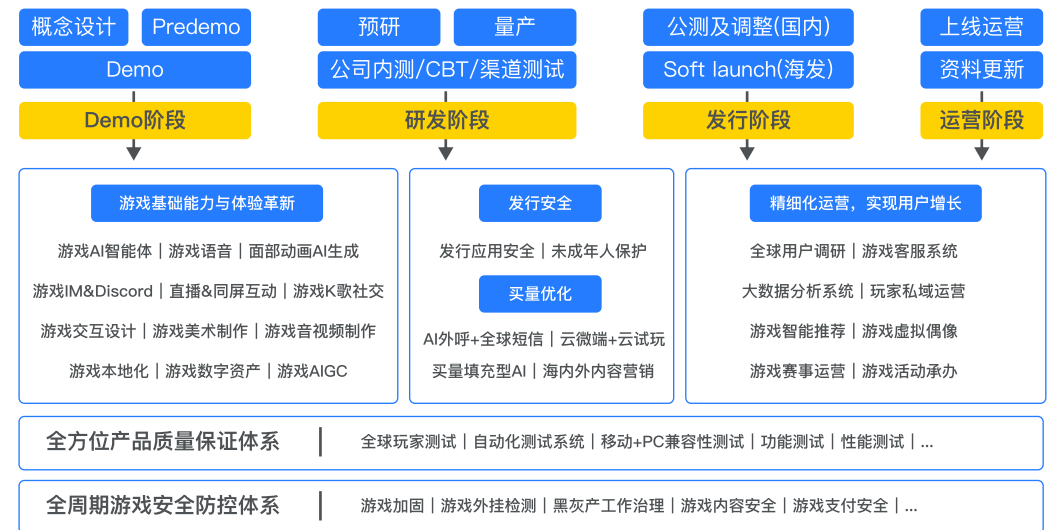 概念设计 Predemo 预研 量产 公测及调整(国内) 上线运营
Demo 公司内测/CBT/渠道测试 Soft launch(海发) 资料更新
Demo阶段 研发阶段 发行阶段 运营阶段
游戏基础能力与体验革新
游戏AI智能体｜游戏语音｜面部动画AI生成
游戏IM&Discord｜直播&同屏互动｜游戏K歌社交
游戏交互设计｜游戏美术制作｜游戏音视频制作
游戏本地化｜游戏数字资产｜游戏AIGC
发行安全
发行应用安全｜未成年人保护
买量优化
AI外呼+全球短信｜云微端+云试玩
买量填充型AI｜海内外内容营销
精细化运营，实现用户增长
全球用户调研｜游戏客服系统
大数据分析系统｜玩家私域运营
游戏智能推荐｜游戏虚拟偶像
游戏赛事运营｜游戏活动承办
全方位产品质量保证体系｜全球玩家测试｜自动化测试系统｜移动+PC兼容性测试｜功能测试｜性能测试｜...
全周期游戏安全防控体系｜游戏加固｜游戏外挂检测｜黑灰产工作治理｜游戏内容安全｜游戏支付安全｜...